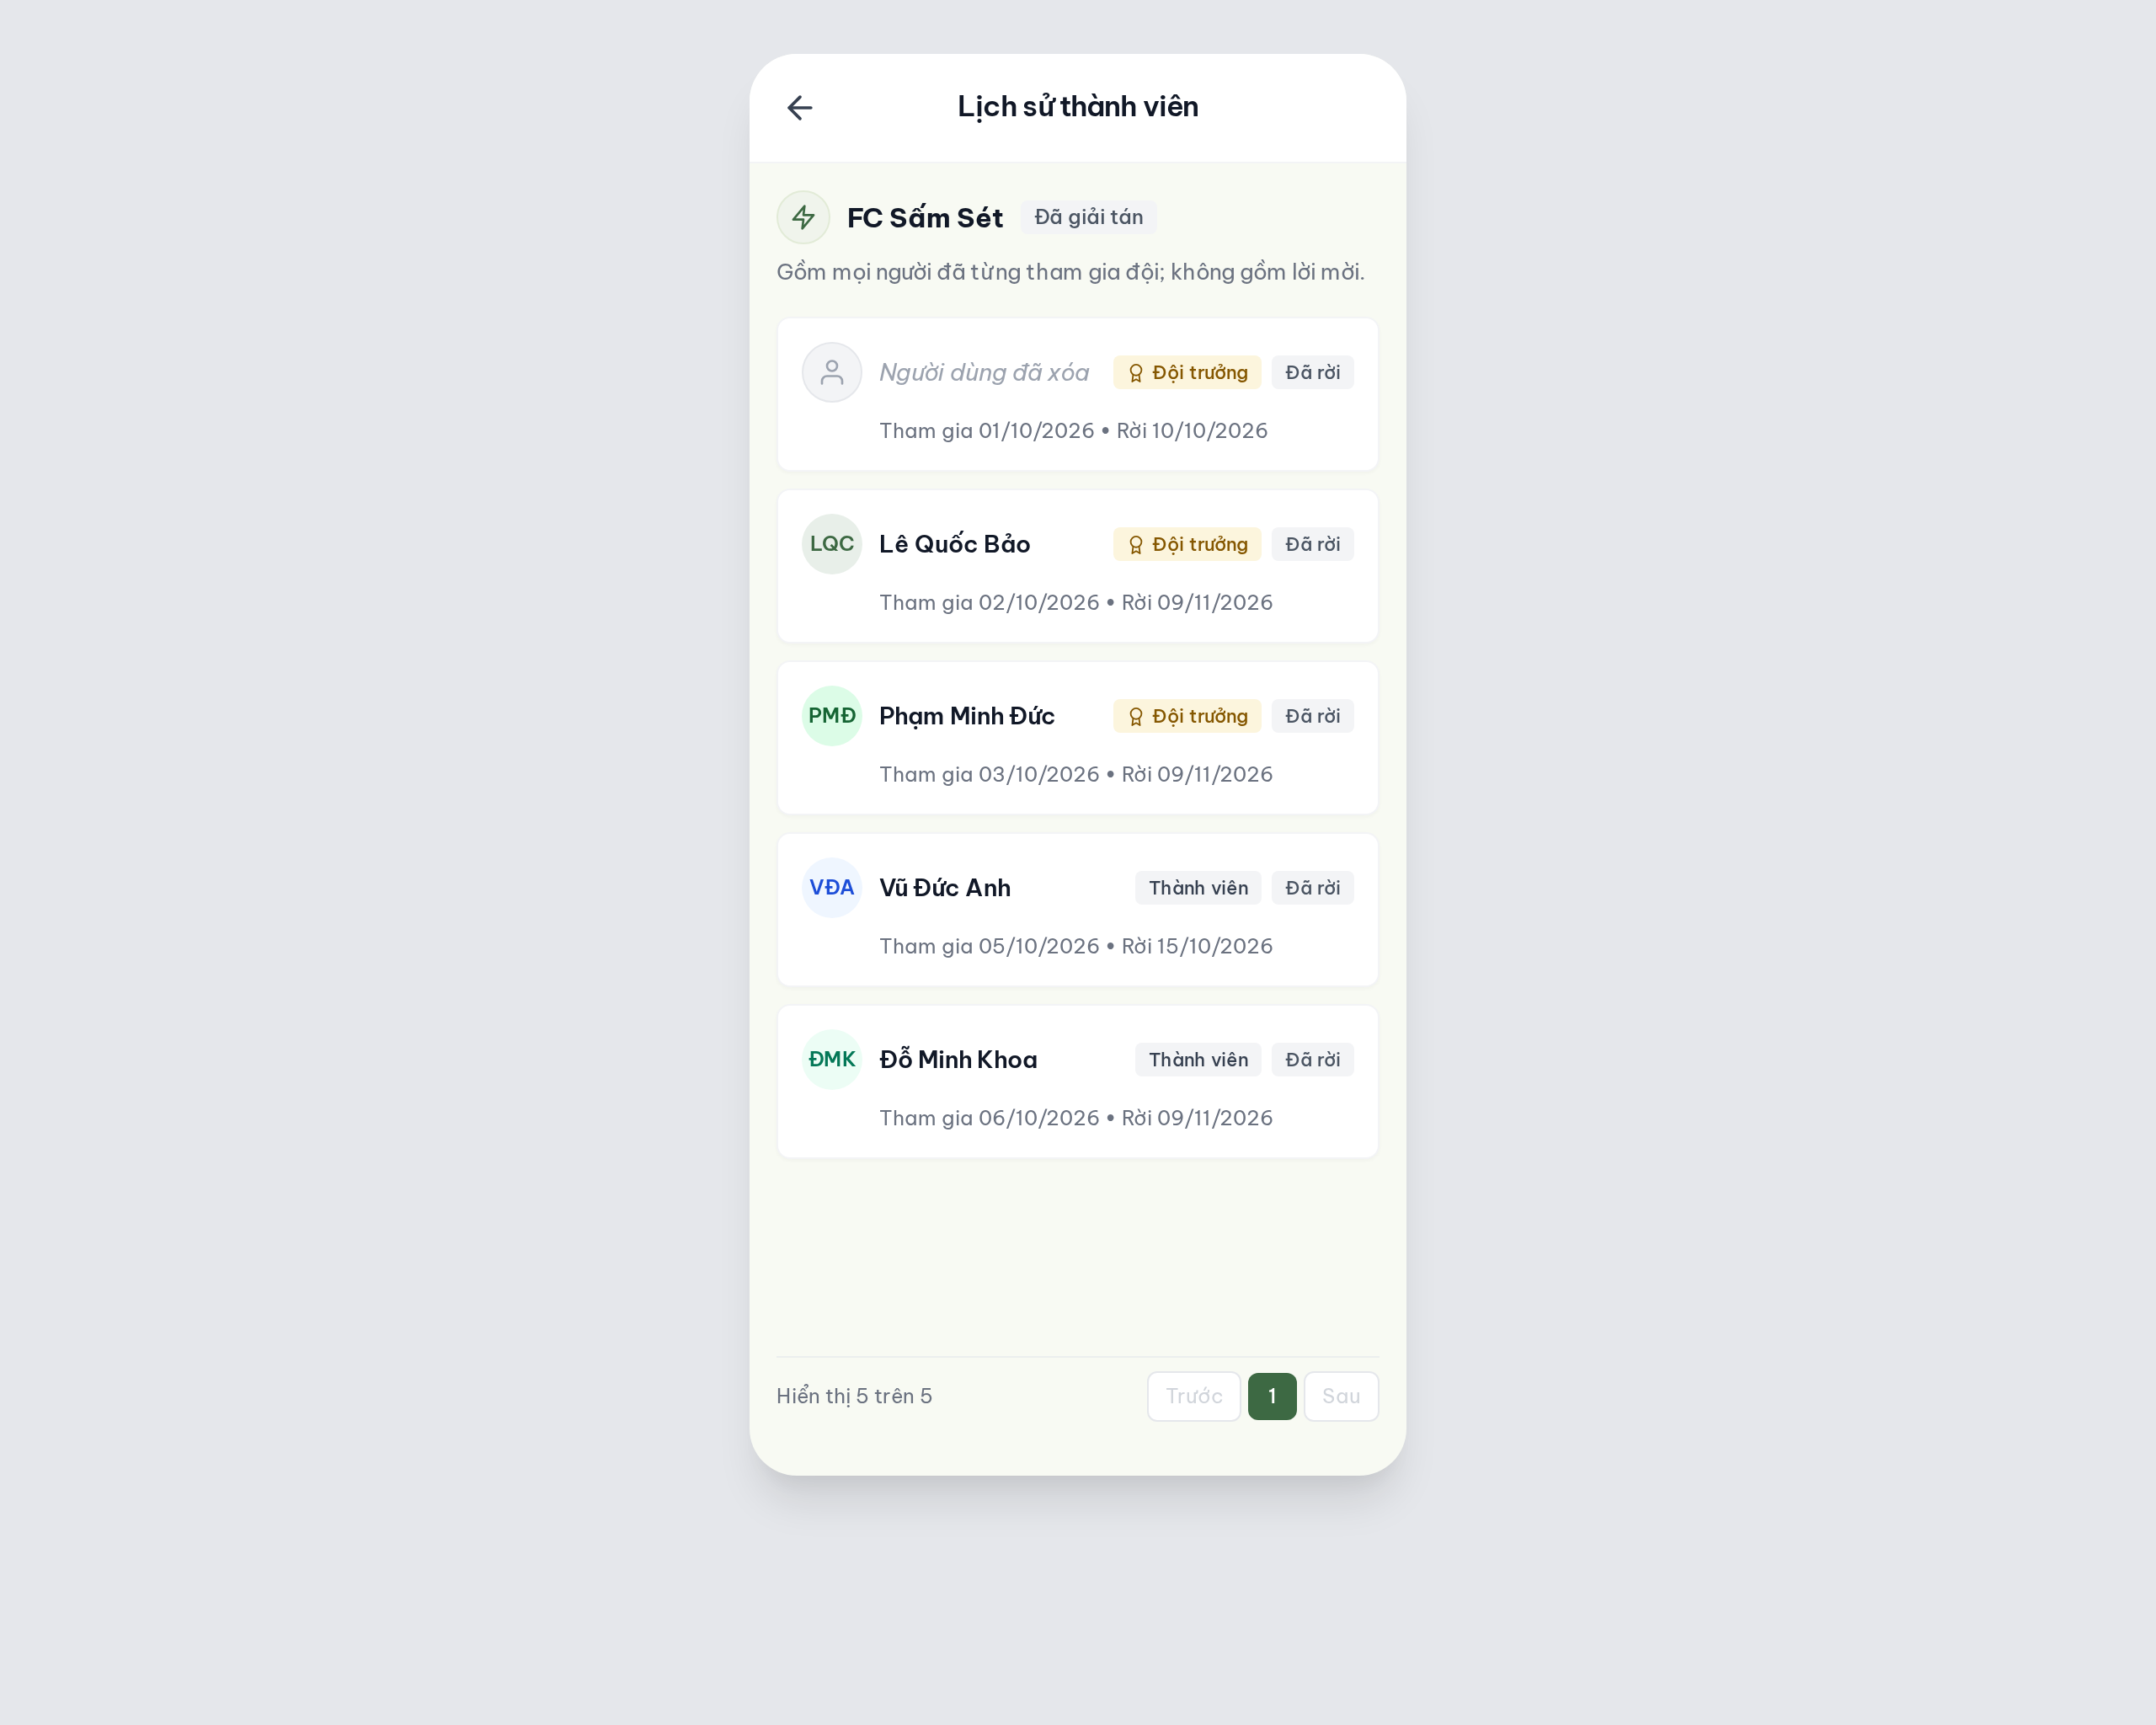 Lịch sử thành viên
FC Sấm Sét Đã giải tán
Gồm mọi người đã từng tham gia đội; không gồm lời mời.
Người dùng đã xóa Đội trưởng Đã rời
Tham gia 01/10/2026 • Rời 10/10/2026
LQC Lê Quốc Bảo Đội trưởng Đã rời
Tham gia 02/10/2026 • Rời 09/11/2026
PMĐ Phạm Minh Đức Đội trưởng Đã rời
Tham gia 03/10/2026 • Rời 09/11/2026
VĐA Vũ Đức Anh Thành viên Đã rời
Tham gia 05/10/2026 • Rời 15/10/2026
ĐMK Đỗ Minh Khoa Thành viên Đã rời
Tham gia 06/10/2026 • Rời 09/11/2026
Hiển thị 5 trên 5 Trước 1 Sau